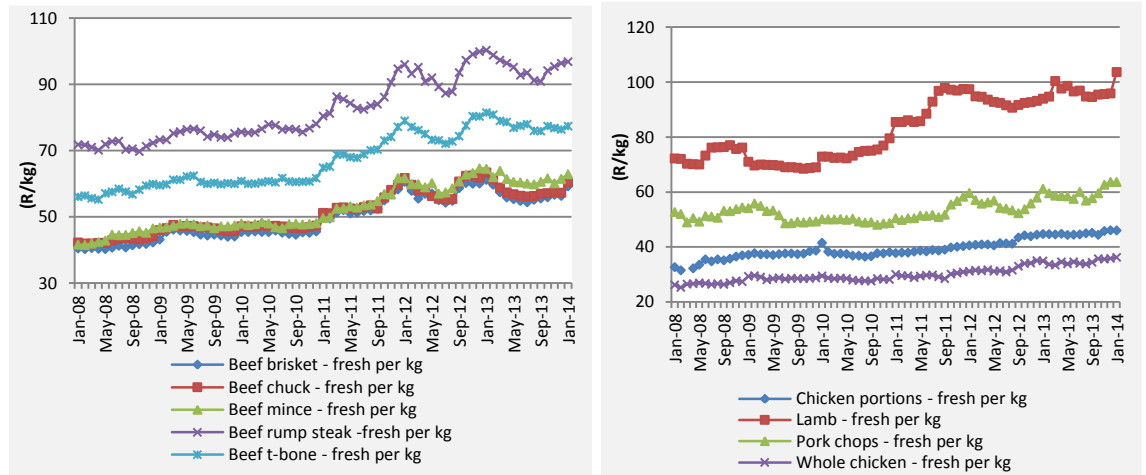 110
90
70
50
30
(R/kg)
Jan-08
May-08
Sep-08
Jan-09
May-09
Sep-09
Jan-10
May-10
Sep-10
Jan-11
May-11
Sep-11
Jan-12
May-12
Sep-12
Jan-13
May-13
Sep-13
Jan-14
Beef brisket - fresh per kg
Beef chuck - fresh per kg
Beef mince - fresh per kg
Beef rump steak -fresh per kg
Beef t-bone - fresh per kg
120
100
80
60
40
20
(R/kg)
Jan-08
May-08
Sep-08
Jan-09
May-09
Sep-09
Jan-10
May-10
Sep-10
Jan-11
May-11
Sep-11
Jan-12
May-12
Sep-12
Jan-13
May-13
Sep-13
Jan-14
Chicken portions - fresh per kg
Lamb - fresh per kg
Pork chops - fresh per kg
Whole chicken - fresh per kg